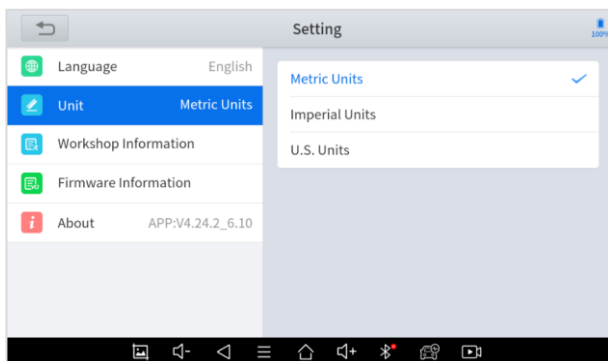 Setting
100%
Language English
Unit Metric Units
Workshop Information
Firmware Information
About APP:V4.24.2_6.10
Metric Units
Imperial Units
U.S. Units